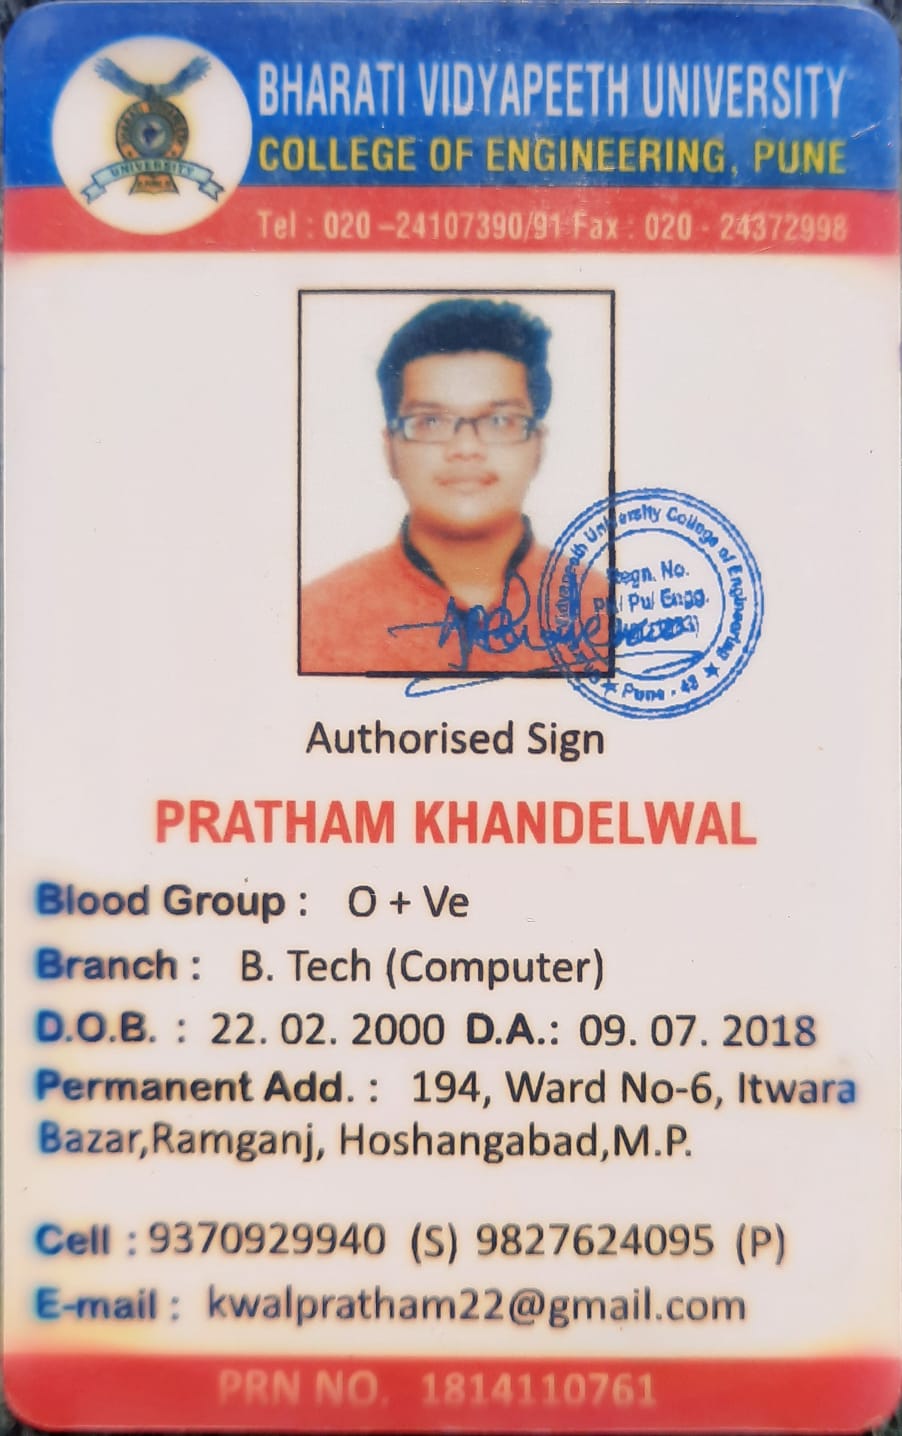 BHARATI VIDYAPEETH UNIVERSITY
COLLEGE OF ENGINEERING, PUNE
UNIVERSITY
Tel : 020 –24107390/91 Fax : 020 - 24372998
Vidyapeeth University College of Engineering
Regn. No.
Pu/ Engg.
★ Pune - 43 ★
Authorised Sign
PRATHAM KHANDELWAL
Blood Group : O + Ve
Branch : B. Tech (Computer)
D.O.B. : 22. 02. 2000 D.A.: 09. 07. 2018
Permanent Add. : 194, Ward No-6, Itwara
Bazar,Ramganj, Hoshangabad,M.P.
Cell : 9370929940 (S) 9827624095 (P)
E-mail : kwalpratham22@gmail.com
PRN NO. 1814110761